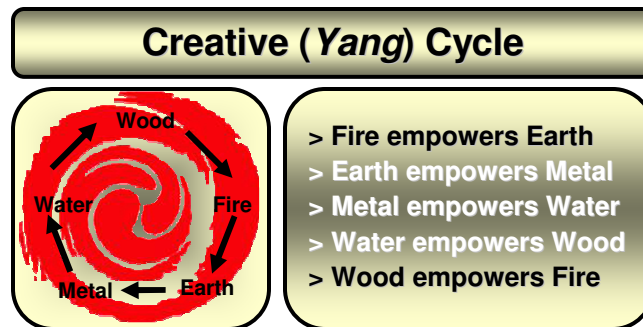 Creative (Yang) Cycle
Wood
Water
Fire
Metal
Earth
> Fire empowers Earth
> Earth empowers Metal
> Metal empowers Water
> Water empowers Wood
> Wood empowers Fire